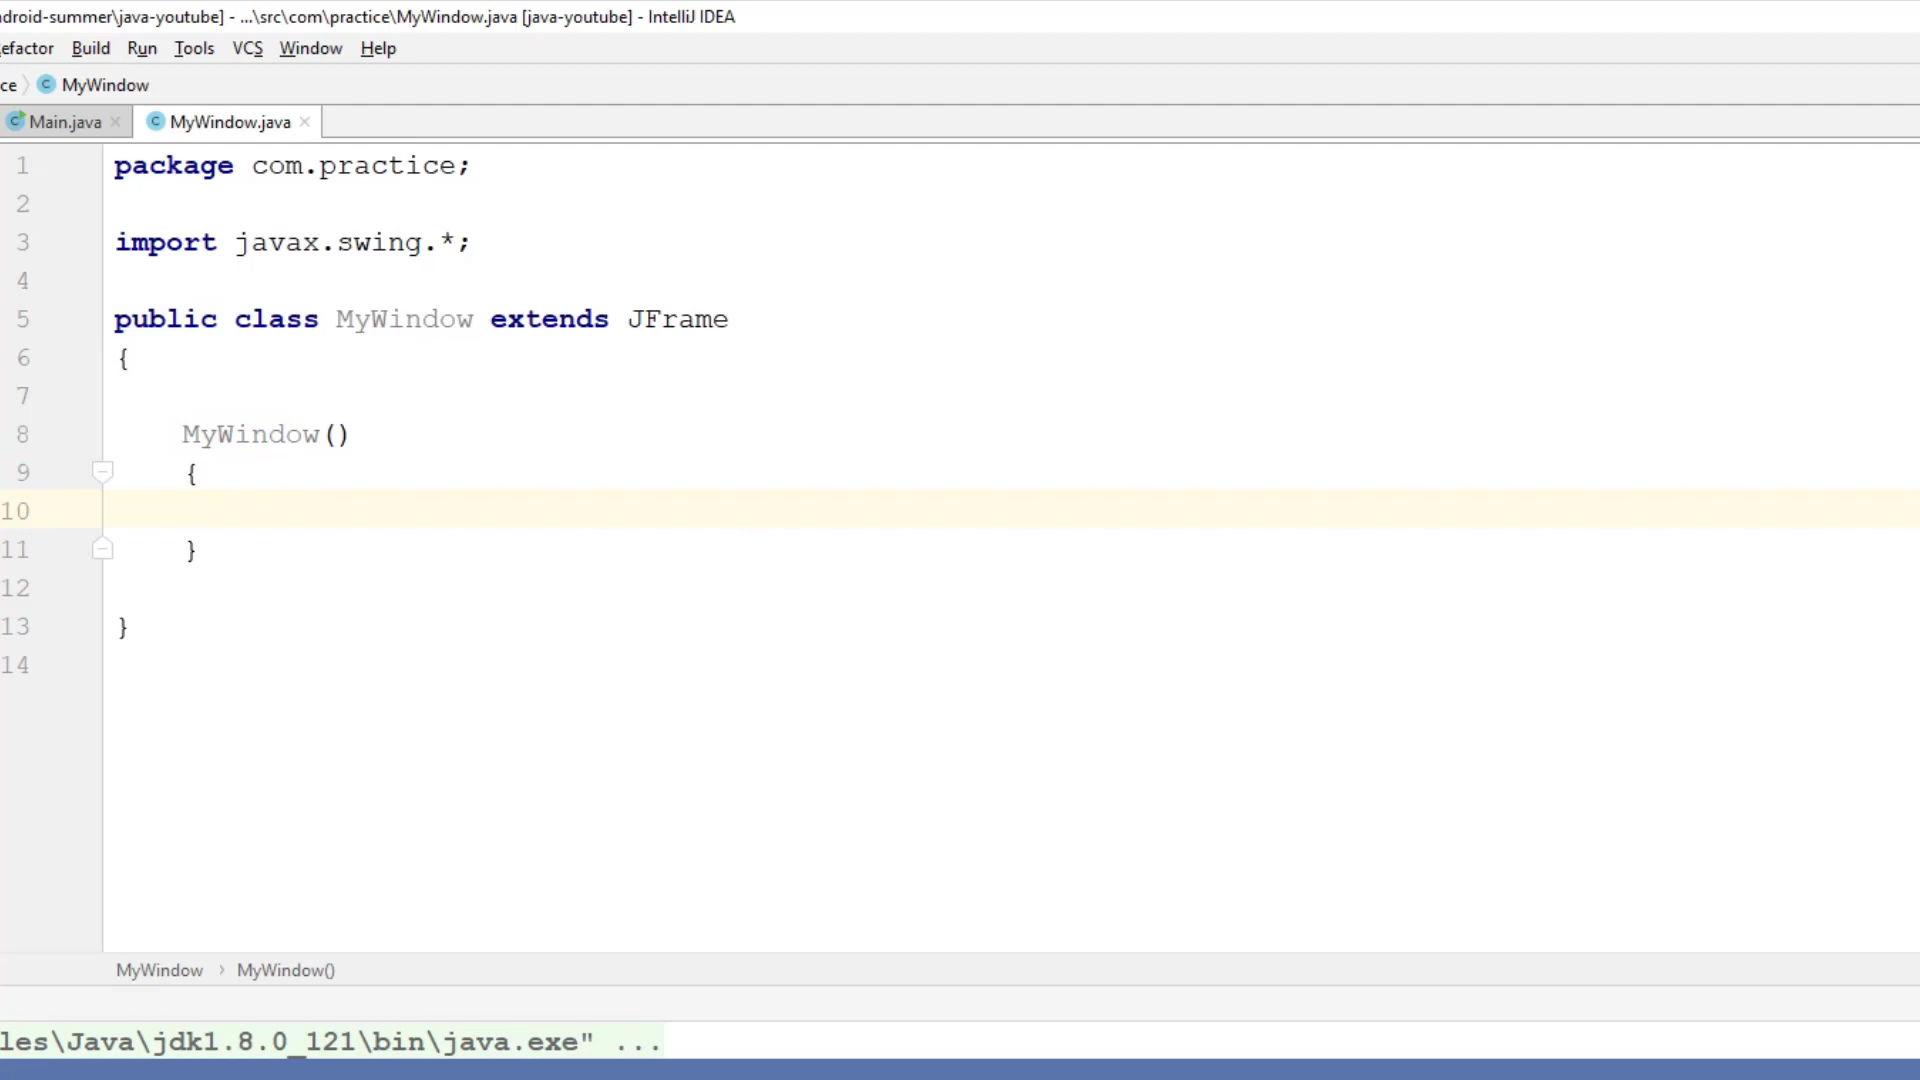 ndroid-summer\java-youtube] - ...\src\com\practice\MyWindow.java [java-youtube] - IntelliJ IDEA
efactor Build Run Tools VCS Window Help
ce MyWindow
Main.java MyWindow.java
1 package com.practice;
2
3 import javax.swing.*;
4
5 public class MyWindow extends JFrame
6 {
7
8 MyWindow()
9 {
10
11 }
12
13 }
14
MyWindow › MyWindow()
les\Java\jdk1.8.0_121\bin\java.exe" ...